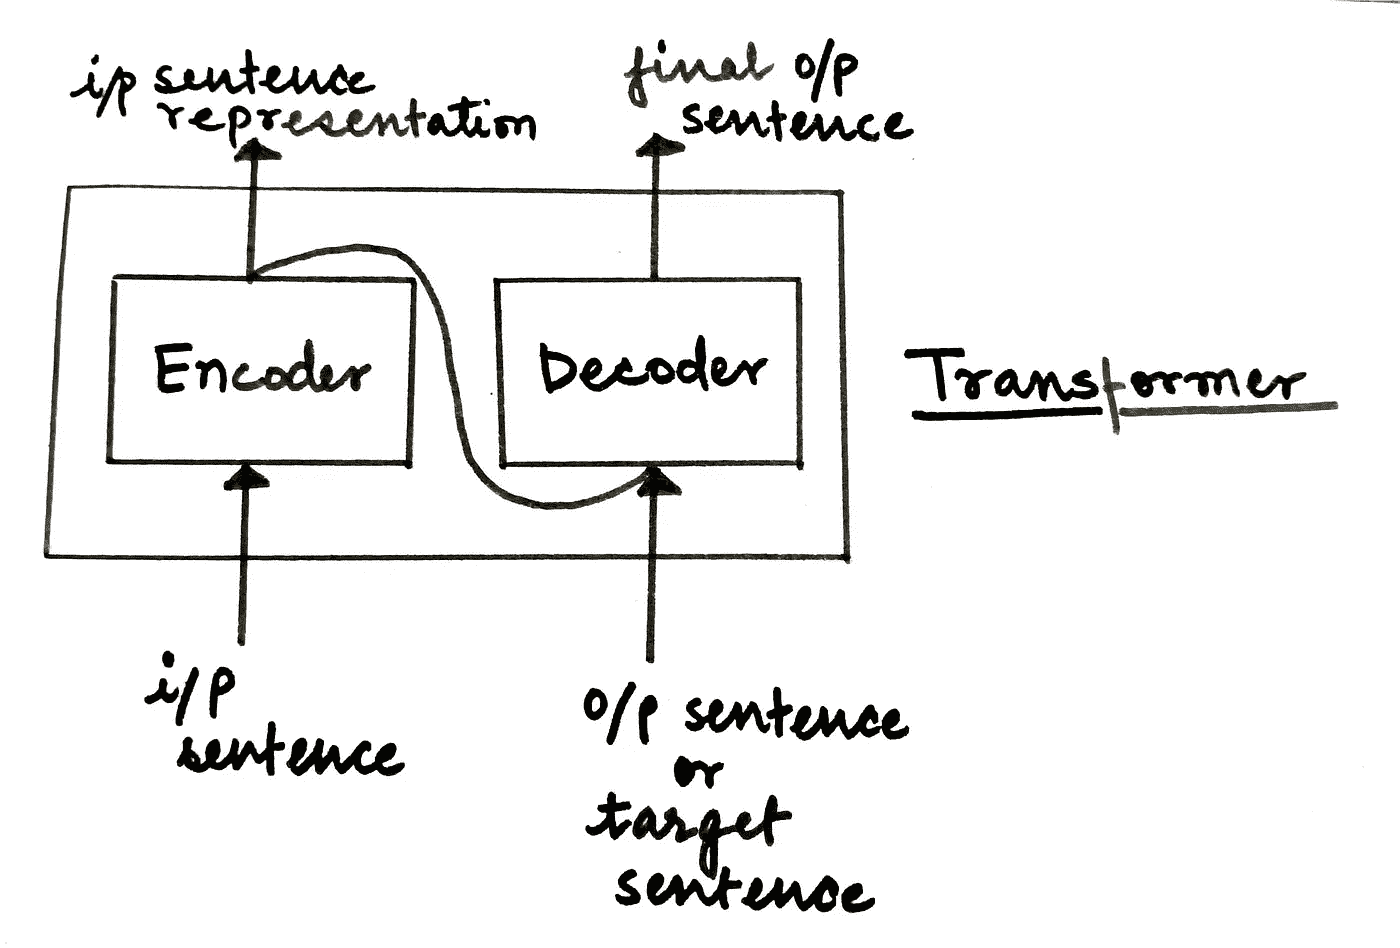 i/p sentence
representation
final o/p
sentence
Encoder
Decoder
Transformer
i/p
sentence
o/p sentence
or
target
sentence